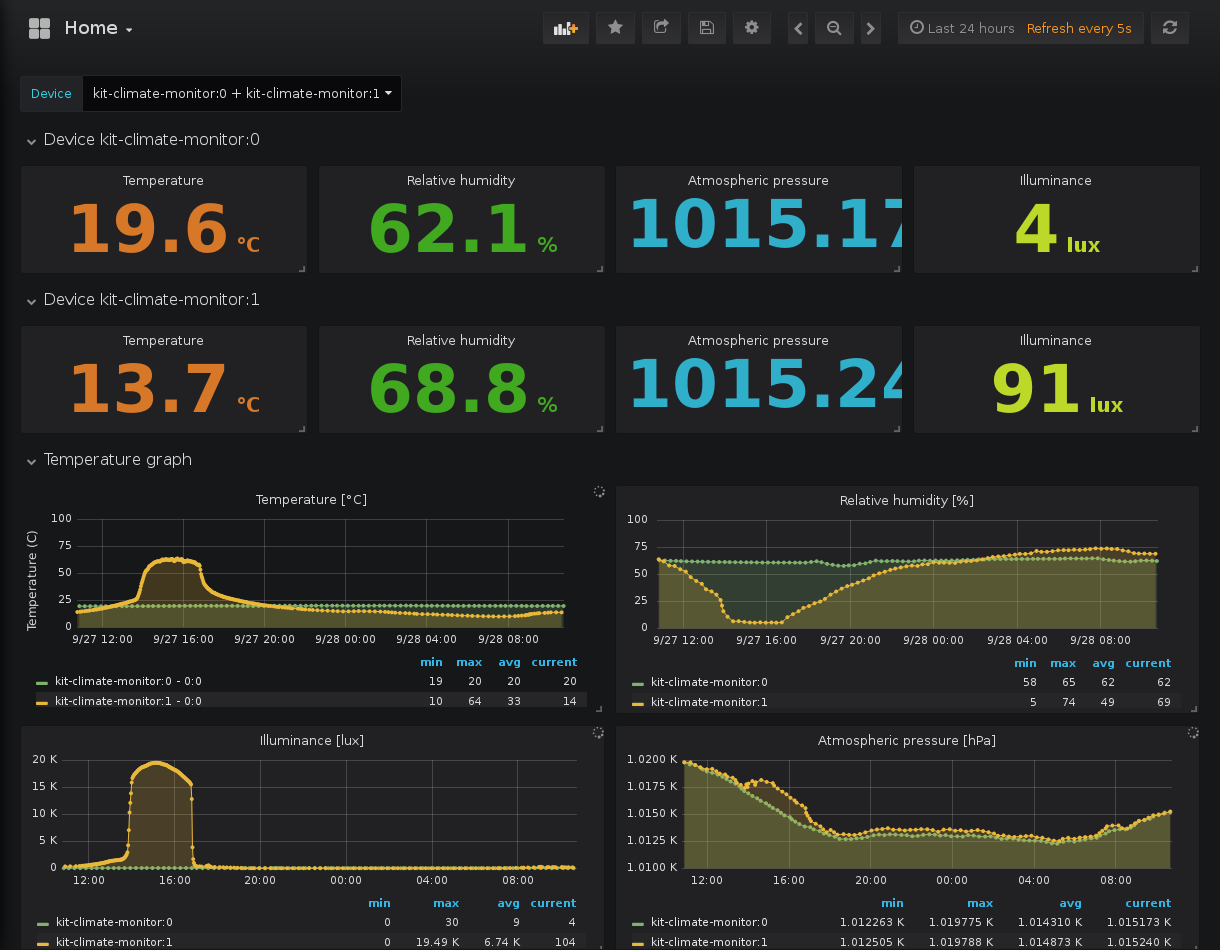 Home
Last 24 hours Refresh every 5s
Device kit-climate-monitor:0 + kit-climate-monitor:1
Device kit-climate-monitor:0
Temperature Relative humidity Atmospheric pressure Illuminance
19.6 °C 62.1 % 1015.17 4 lux
Device kit-climate-monitor:1
Temperature Relative humidity Atmospheric pressure Illuminance
13.7 °C 68.8 % 1015.24 91 lux
Temperature graph
Temperature [°C]
Temperature (C)
100
75
50
25
0
9/27 12:00 9/27 16:00 9/27 20:00 9/28 00:00 9/28 04:00 9/28 08:00
min max avg current
kit-climate-monitor:0 - 0:0 19 20 20 20
kit-climate-monitor:1 - 0:0 10 64 33 14
Relative humidity [%]
100
75
50
25
0
9/27 12:00 9/27 16:00 9/27 20:00 9/28 00:00 9/28 04:00 9/28 08:00
min max avg current
kit-climate-monitor:0 58 65 62 62
kit-climate-monitor:1 5 74 49 69
Illuminance [lux]
20 K
15 K
10 K
5 K
0
12:00 16:00 20:00 00:00 04:00 08:00
min max avg current
kit-climate-monitor:0 0 30 9 4
kit-climate-monitor:1 0 19.49 K 6.74 K 104
Atmospheric pressure [hPa]
1.0200 K
1.0175 K
1.0150 K
1.0125 K
1.0100 K
12:00 16:00 20:00 00:00 04:00 08:00
min max avg current
kit-climate-monitor:0 1.012263 K 1.019775 K 1.014310 K 1.015173 K
kit-climate-monitor:1 1.012505 K 1.019788 K 1.014873 K 1.015240 K